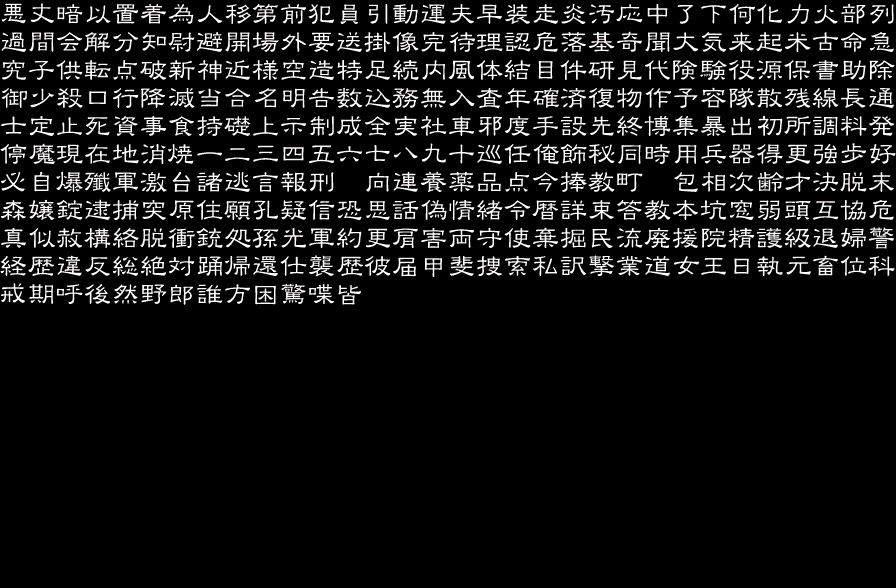 悪丈暗以置着為人移第前犯員引動運夫早装走炎汚応中了下何化力火部列
過間会解分知尉避開場外要送掛像完待理認危落基奇聞大気来起米古命急
究子供転点破新神近様空造特足続内風体結目件研見代険験役源保書助除
御少殺口行降滅当合名明告数込務無入査年確済復物作予容隊散残線長通
士定止死資事食持礎上示制成全実社車邪度手設先終博集暴出初所調料発
停魔現在地消焼一二三四五六七八九十巡任俺飾秘同時用兵器得更強歩好
必自爆殲軍激台諸逃言報刑　向連養薬品点今捧教町　包相次齢才決脱末
森嬢錠逮捕突原住願孔疑信恐思話偽情緒令暦詳束答教本坑窓弱頭互協危
真似赦構絡脱衝銃処孫光軍約更肩害両守使棄掘民流廃援院精護級退婦警
経歴違反総絶対踊帰還仕襲歴彼届甲斐捜索私訳撃業道女王日執元畜位科
戒期呼後然野郎誰方困驚喋皆